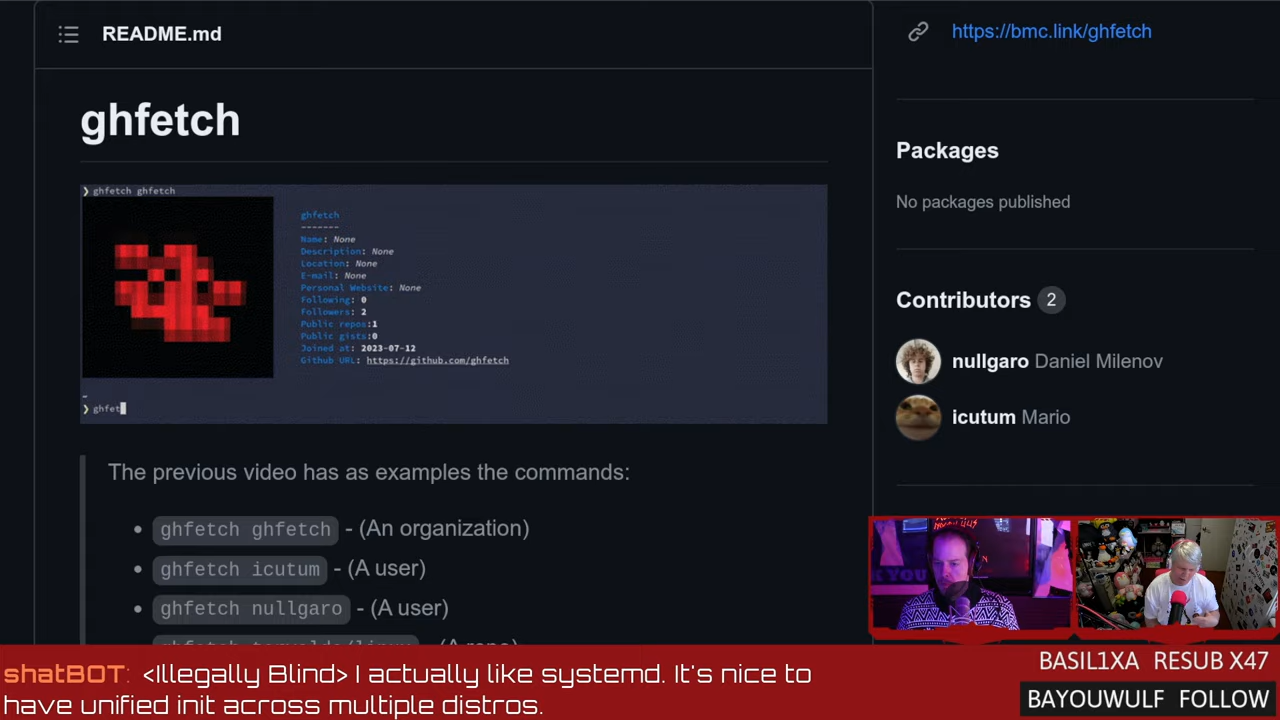 README.md
https://bmc.link/ghfetch
ghfetch
❯ ghfetch ghfetch
ghfetch
-------
Name: None
Description: None
Location: None
E-mail: None
Personal Website: None
Following: 0
Followers: 2
Public repos:1
Public gists:0
Joined at: 2023-07-12
Github URL: https://github.com/ghfetch
~
❯ ghfet
The previous video has as examples the commands:
• ghfetch ghfetch - (An organization)
• ghfetch icutum - (A user)
• ghfetch nullgaro - (A user)
Packages
No packages published
Contributors 2
nullgaro Daniel Milenov
icutum Mario
shatBOT: <Illegally Blind> I actually like systemd. It's nice to
have unified init across multiple distros.
BASIL1XA RESUB X47
BAYOUWULF FOLLOW